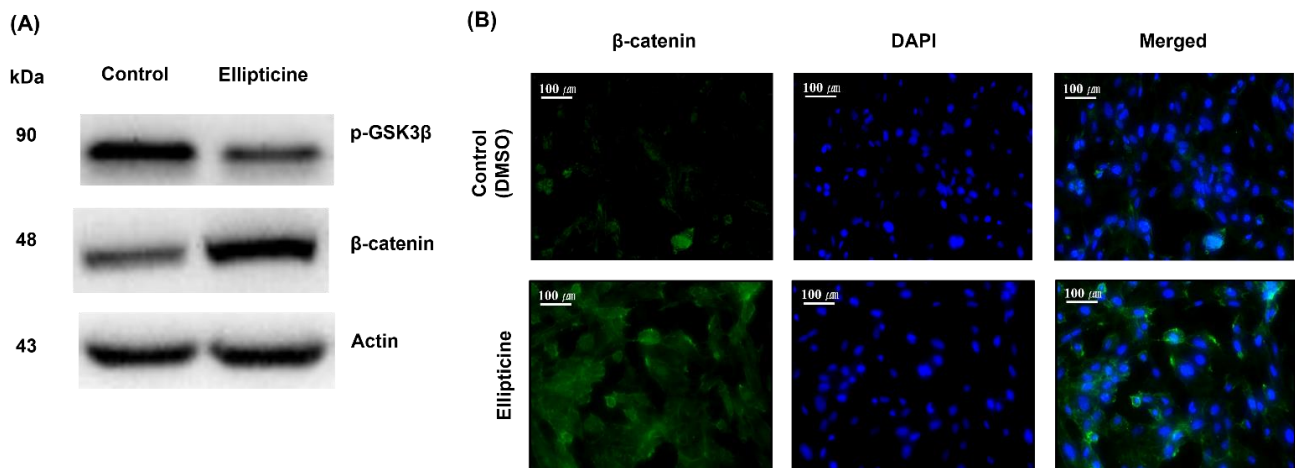 (A)
kDa
Control Ellipticine
90 p-GSK3β
48 β-catenin
43 Actin
(B)
β-catenin DAPI Merged
Control
(DMSO)
100 ㎛ 100 ㎛ 100 ㎛
Ellipticine
100 ㎛ 100 ㎛ 100 ㎛